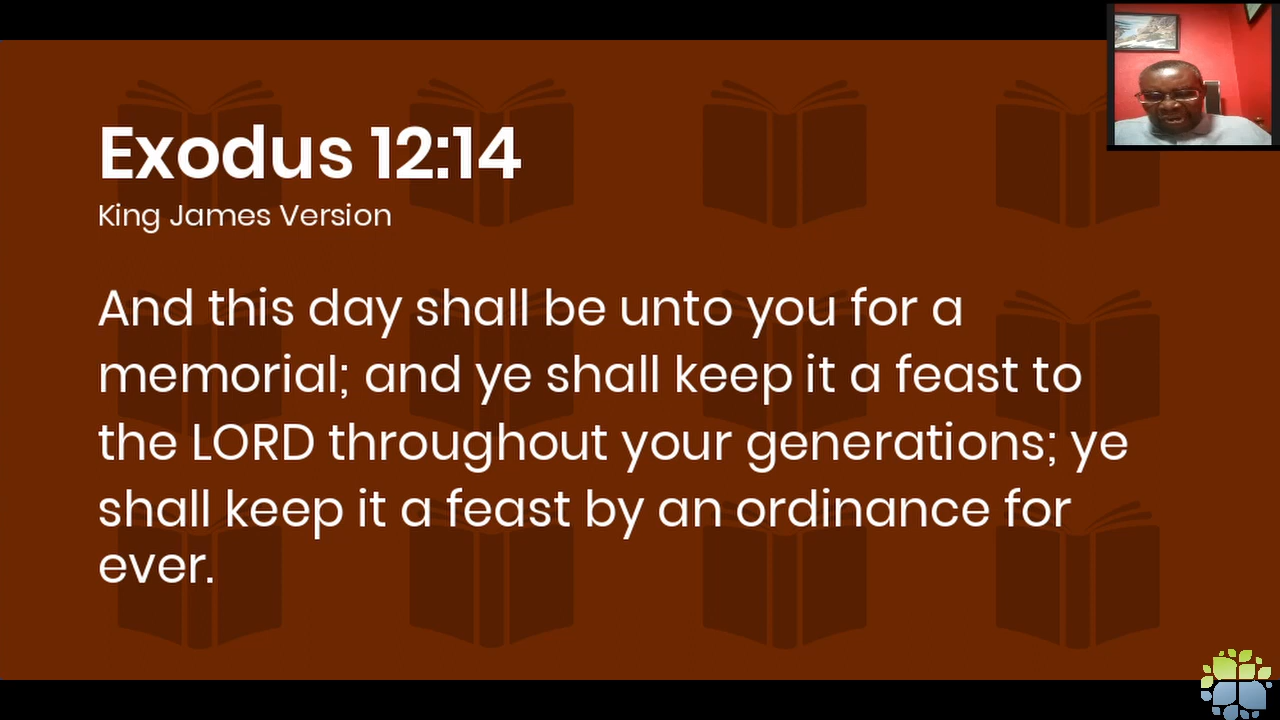 Exodus 12:14
King James Version
And this day shall be unto you for a
memorial; and ye shall keep it a feast to
the LORD throughout your generations; ye
shall keep it a feast by an ordinance for
ever.